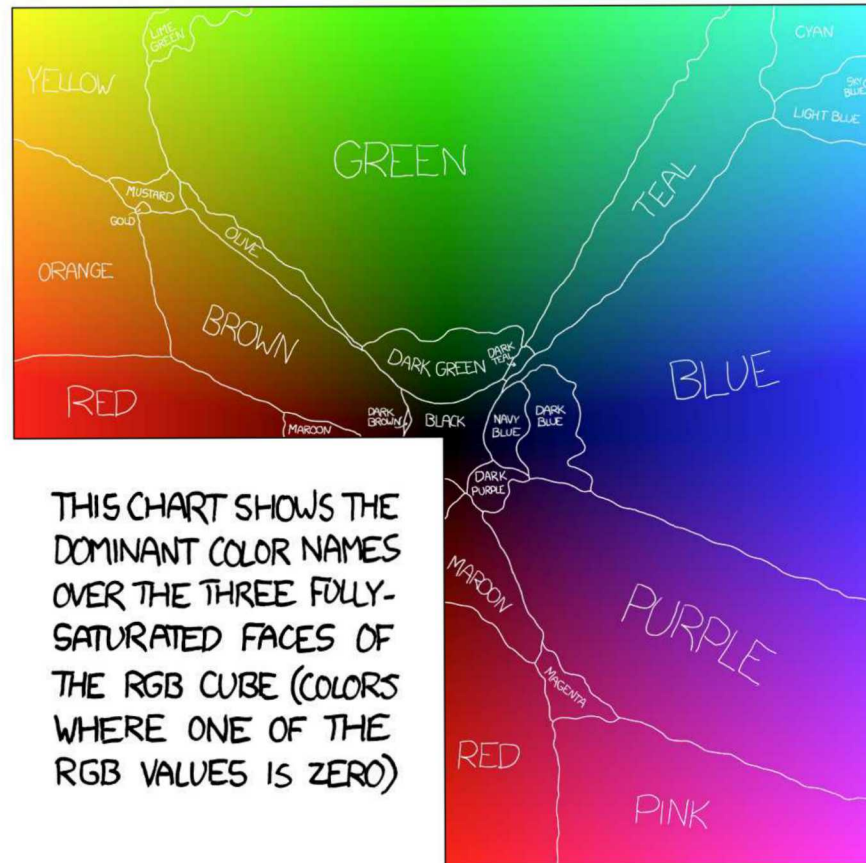 LIME
GREEN
CYAN
YELLOW
SKY
BLUE
LIGHT BLUE
GREEN
MUSTARD
TEAL
GOLD
OLIVE
ORANGE
BROWN
DARK GREEN
DARK
TEAL
BLUE
RED
MAROON
DARK
BROWN
BLACK
NAVY
BLUE
DARK
BLUE
DARK
PURPLE
THIS CHART SHOWS THE
DOMINANT COLOR NAMES
OVER THE THREE FULLY-
SATURATED FACES OF
THE RGB CUBE (COLORS
WHERE ONE OF THE
RGB VALUES IS ZERO)
MAROON
PURPLE
MAGENTA
RED
PINK